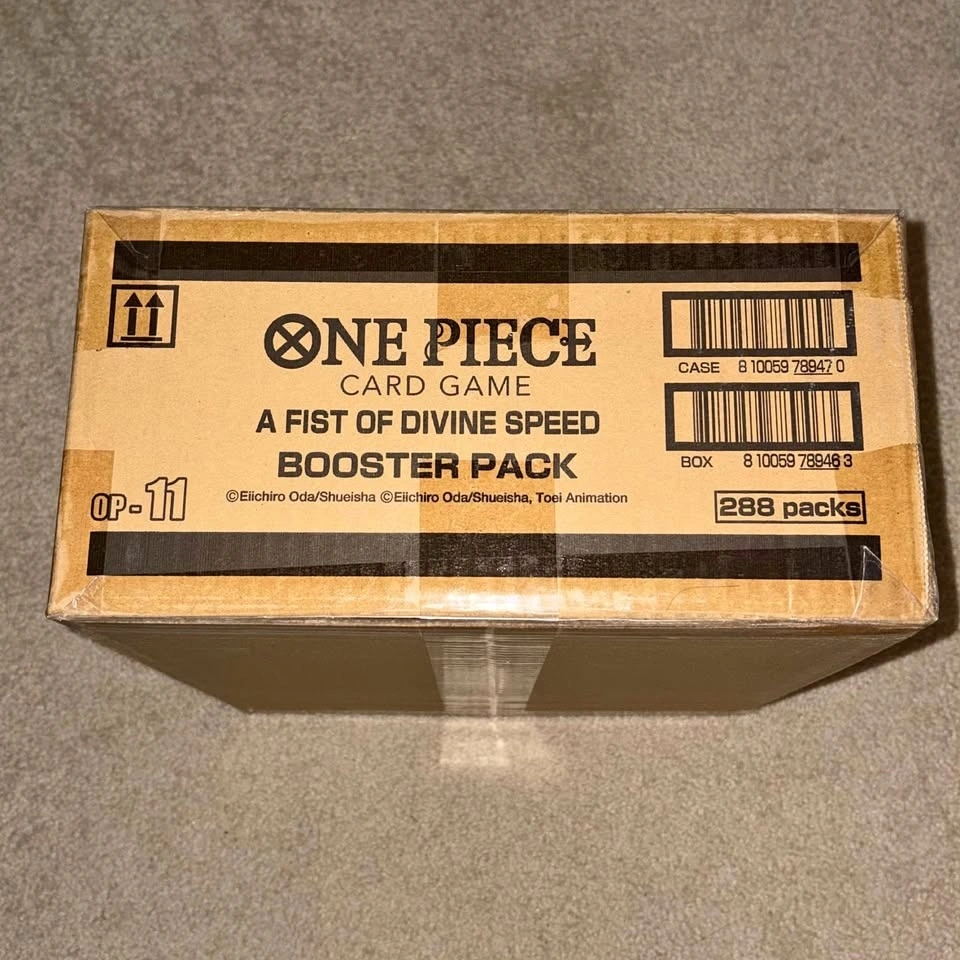 ONE PIECE
CARD GAME
A FIST OF DIVINE SPEED
BOOSTER PACK
©Eiichiro Oda/Shueisha ©Eiichiro Oda/Shueisha, Toei Animation
OP-11
CASE 8 10059 78947 0
BOX 8 10059 78946 3
288 packs